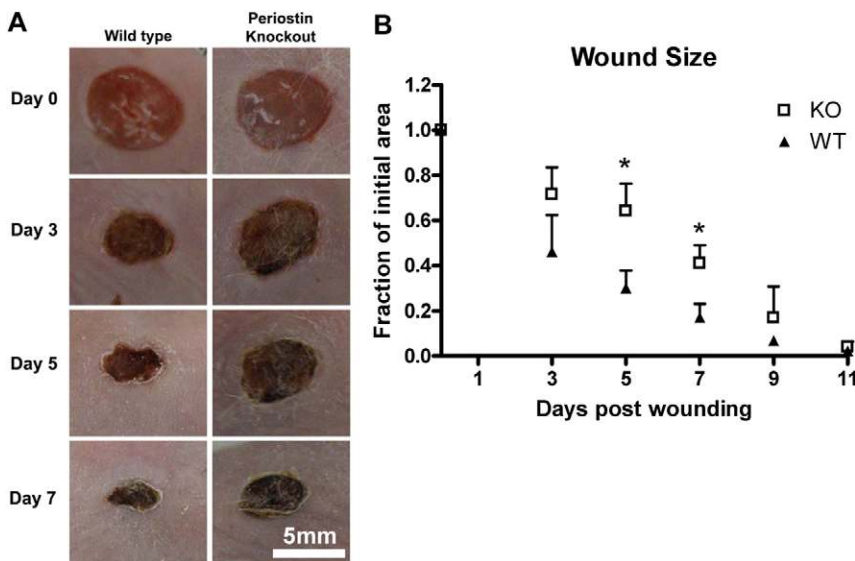 A
Wild type
Periostin
Knockout
Day 0
Day 3
Day 5
Day 7
5mm
B
Wound Size
KO
WT
Fraction of initial area
1.2
1.0
0.8
0.6
0.4
0.2
0.0
*
*
1 3 5 7 9 11
Days post wounding